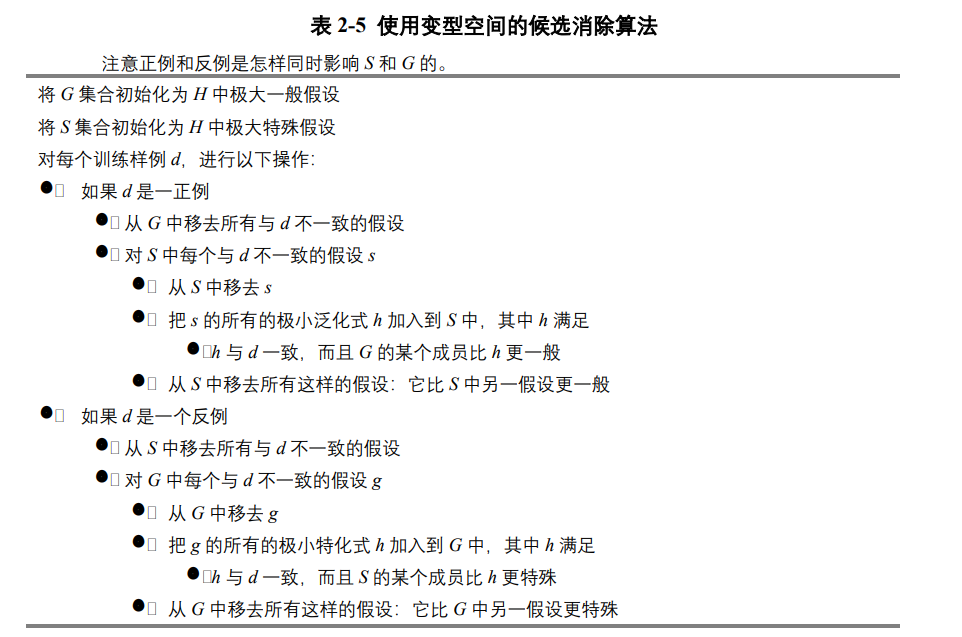 表 2-5 使用变型空间的候选消除算法
注意正例和反例是怎样同时影响 S 和 G 的。
将 G 集合初始化为 H 中极大一般假设
将 S 集合初始化为 H 中极大特殊假设
对每个训练样例 d，进行以下操作：
● 如果 d 是一正例
● 从 G 中移去所有与 d 不一致的假设
● 对 S 中每个与 d 不一致的假设 s
● 从 S 中移去 s
● 把 s 的所有的极小泛化式 h 加入到 S 中，其中 h 满足
● h 与 d 一致，而且 G 的某个成员比 h 更一般
● 从 S 中移去所有这样的假设：它比 S 中另一假设更一般
● 如果 d 是一个反例
● 从 S 中移去所有与 d 不一致的假设
● 对 G 中每个与 d 不一致的假设 g
● 从 G 中移去 g
● 把 g 的所有的极小特化式 h 加入到 G 中，其中 h 满足
● h 与 d 一致，而且 S 的某个成员比 h 更特殊
● 从 G 中移去所有这样的假设：它比 G 中另一假设更特殊